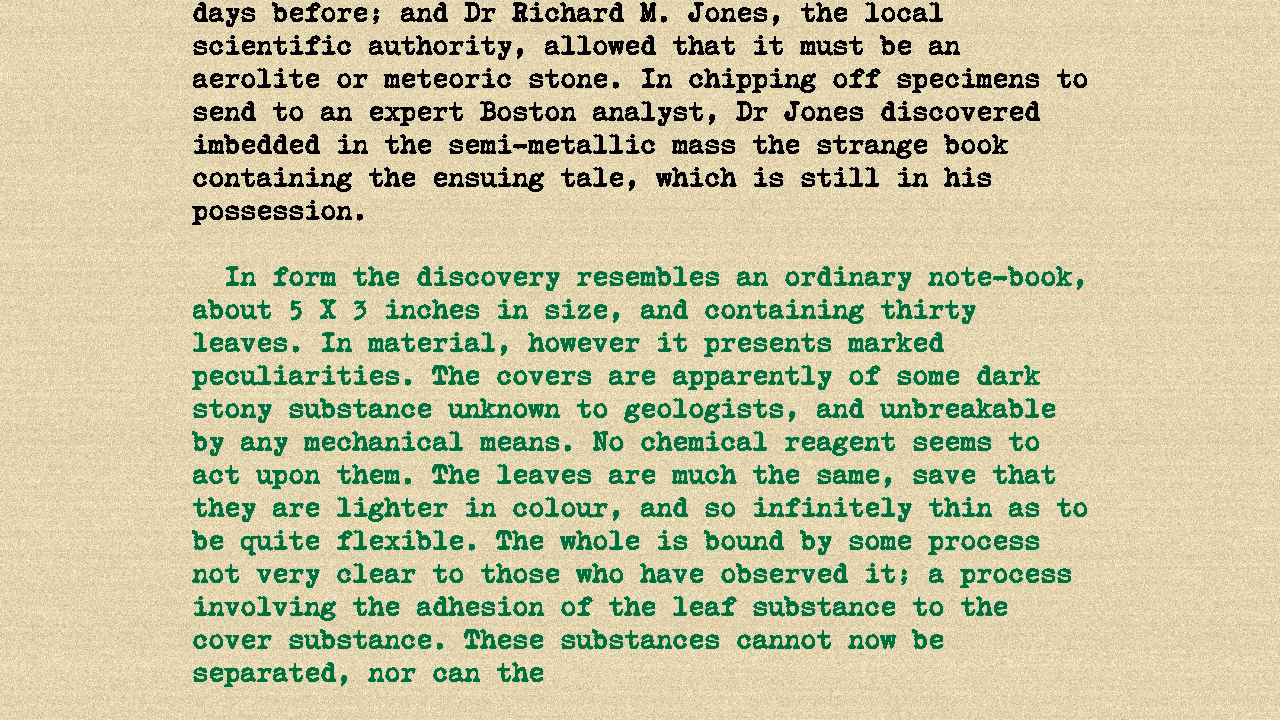 days before; and Dr Richard M. Jones, the local
scientific authority, allowed that it must be an
aerolite or meteoric stone. In chipping off specimens to
send to an expert Boston analyst, Dr Jones discovered
imbedded in the semi-metallic mass the strange book
containing the ensuing tale, which is still in his
possession.
In form the discovery resembles an ordinary note-book,
about 5 X 3 inches in size, and containing thirty
leaves. In material, however it presents marked
peculiarities. The covers are apparently of some dark
stony substance unknown to geologists, and unbreakable
by any mechanical means. No chemical reagent seems to
act upon them. The leaves are much the same, save that
they are lighter in colour, and so infinitely thin as to
be quite flexible. The whole is bound by some process
not very clear to those who have observed it; a process
involving the adhesion of the leaf substance to the
cover substance. These substances cannot now be
separated, nor can the